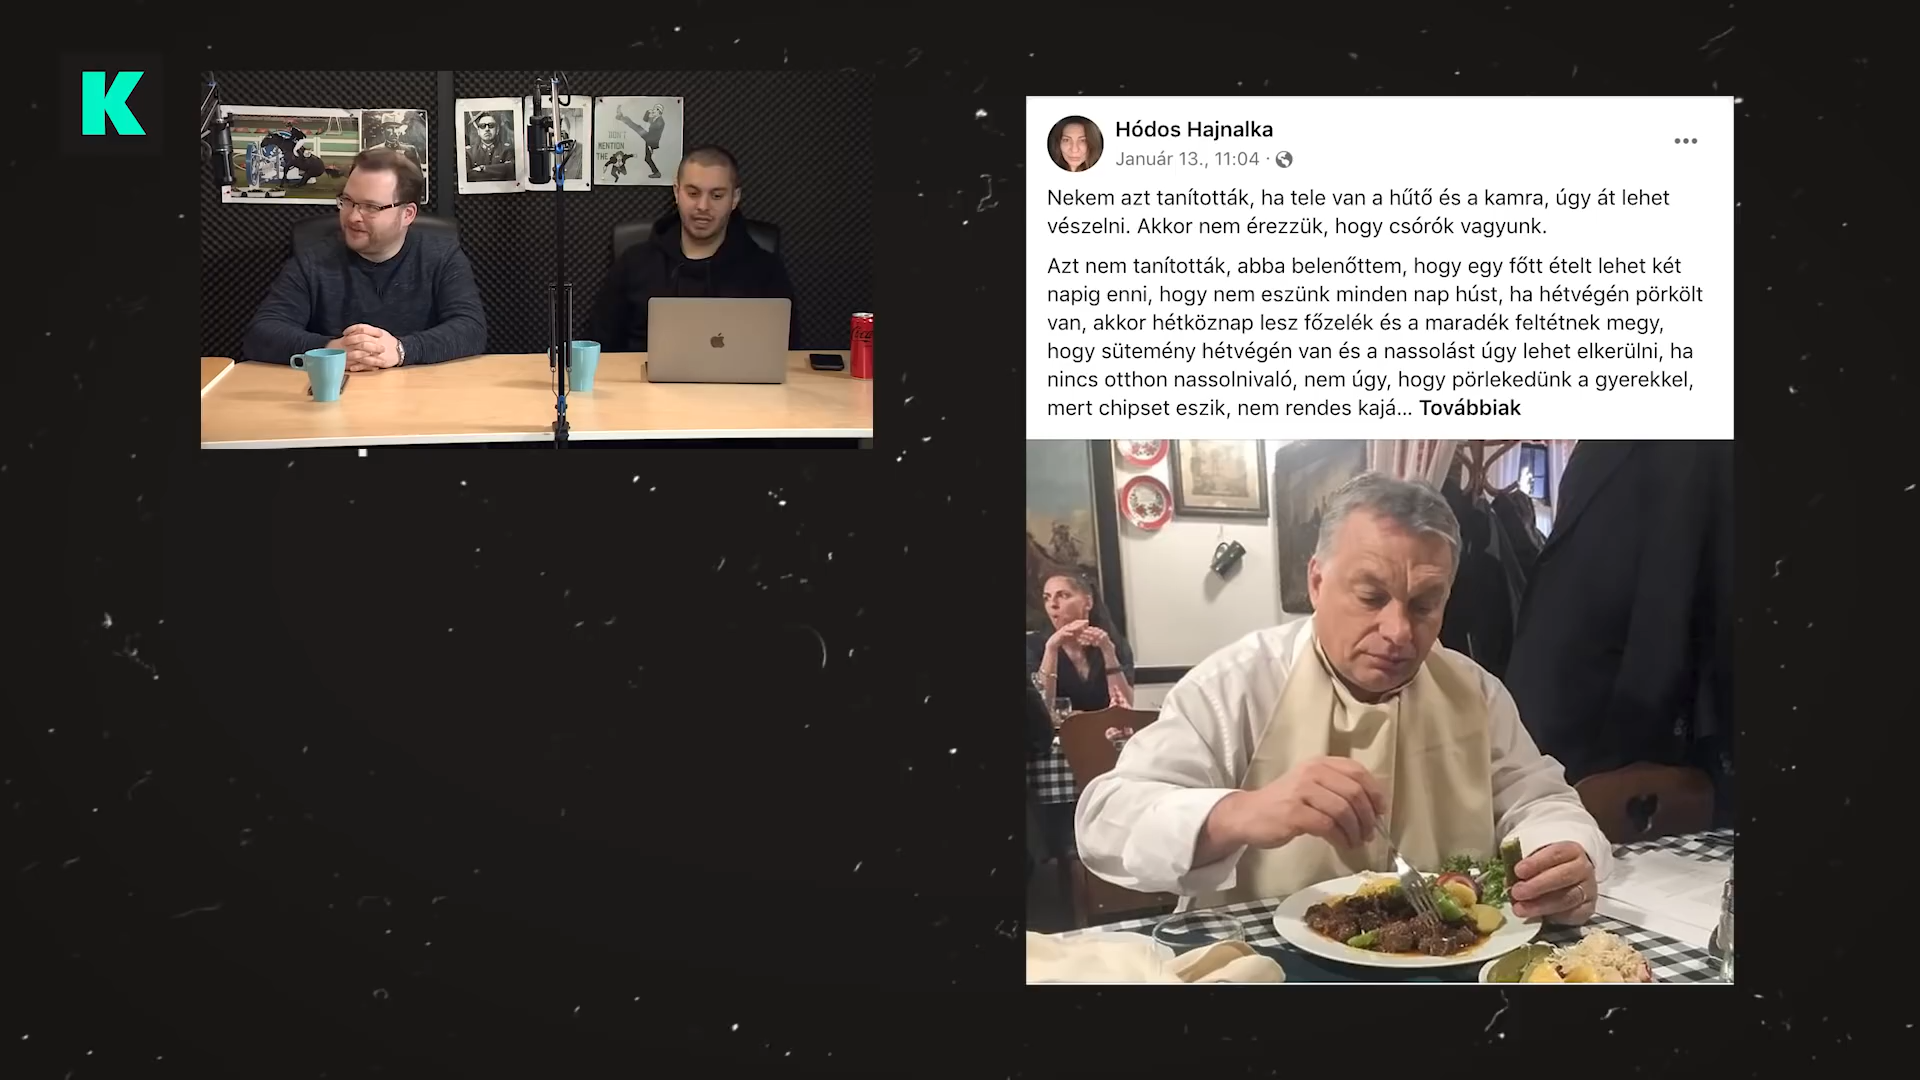 K
DON'T
MENTION
THE
Hódos Hajnalka
Január 13., 11:04 ·
Nekem azt tanították, ha tele van a hűtő és a kamra, úgy át lehet
vészelni. Akkor nem érezzük, hogy csórók vagyunk.
Azt nem tanították, abba belenőttem, hogy egy főtt ételt lehet két
napig enni, hogy nem eszünk minden nap húst, ha hétvégén pörkölt
van, akkor hétköznap lesz főzelék és a maradék feltétnek megy,
hogy sütemény hétvégén van és a nassolást úgy lehet elkerülni, ha
nincs otthon nassolnivaló, nem úgy, hogy pörlekedünk a gyerekkel,
mert chipset eszik, nem rendes kajá... Továbbiak